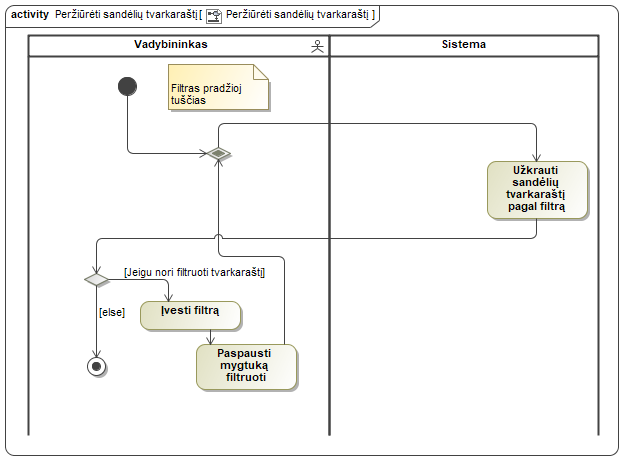 activity Peržiūrėti sandėlių tvarkaraštį[ Peržiūrėti sandėlių tvarkaraštį ]
Vadybininkas
Sistema
Filtras pradžioj
tuščias
Užkrauti
sandėlių
tvarkaraštį
pagal filtrą
[Jeigu nori filtruoti tvarkaraštį]
[else]
Įvesti filtrą
Paspausti
mygtuką
filtruoti